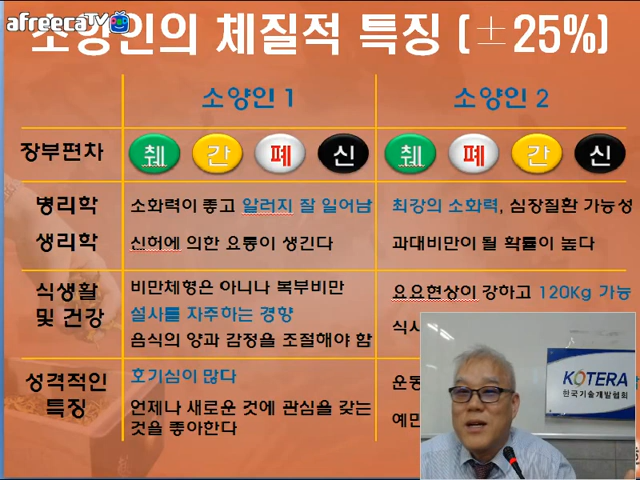 afreecaTV
소양인의 체질적 특징 (±25%)
소양인 1
소양인 2
장부편차
췌 간 폐 신
췌 폐 간 신
병리학
생리학
소화력이 좋고 알러지 잘 일어남
신허에 의한 요통이 생긴다
최강의 소화력, 심장질환 가능성
과대비만이 될 확률이 높다
식생활
및 건강
비만체형은 아니나 복부비만
설사를 자주하는 경향
음식의 양과 감정을 조절해야 함
요요현상이 강하고 120Kg 가능
식사
성격적인
특징
호기심이 많다
언제나 새로운 것에 관심을 갖는
것을 좋아한다
운동
예민
KOTERA
한국기술개발협회